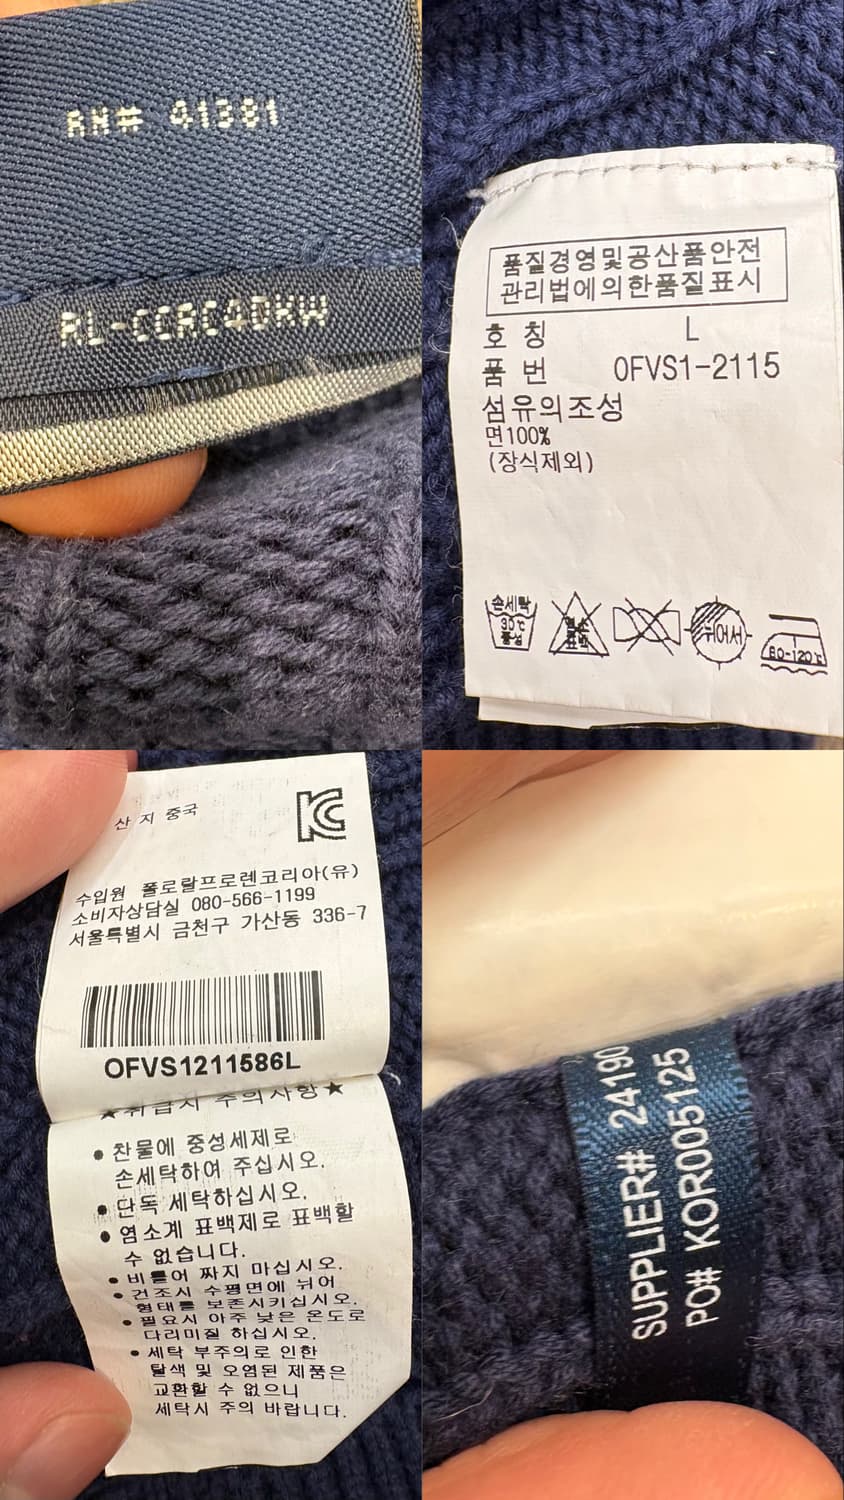 RN# 41381
RL-CCRC4DKW
품질경영및공산품안전
관리법에의한품질표시
호 칭 L
품 번 OFVS1-2115
섬유의조성
면100%
(장식제외)
손세탁
30℃
중성
염소
표백
뉘어서
80-120℃
산 지 중국
수입원 폴로랄프로렌코리아(유)
소비자상담실 080-566-1199
서울특별시 금천구 가산동 336-7
OFVS1211586L
★취급시 주의사항★
● 찬물에 중성세제로
손세탁하여 주십시오.
● 단독 세탁하십시오.
● 염소계 표백제로 표백할
수 없습니다.
● 비틀어 짜지 마십시오.
● 건조시 수평면에 뉘어
형태를 보존시키십시오.
● 필요시 아주 낮은 온도로
다리미질 하십시오.
● 세탁 부주의로 인한
탈색 및 오염된 제품은
교환할 수 없으니
세탁시 주의 바랍니다.
SUPPLIER# 24190
PO# KOR005125